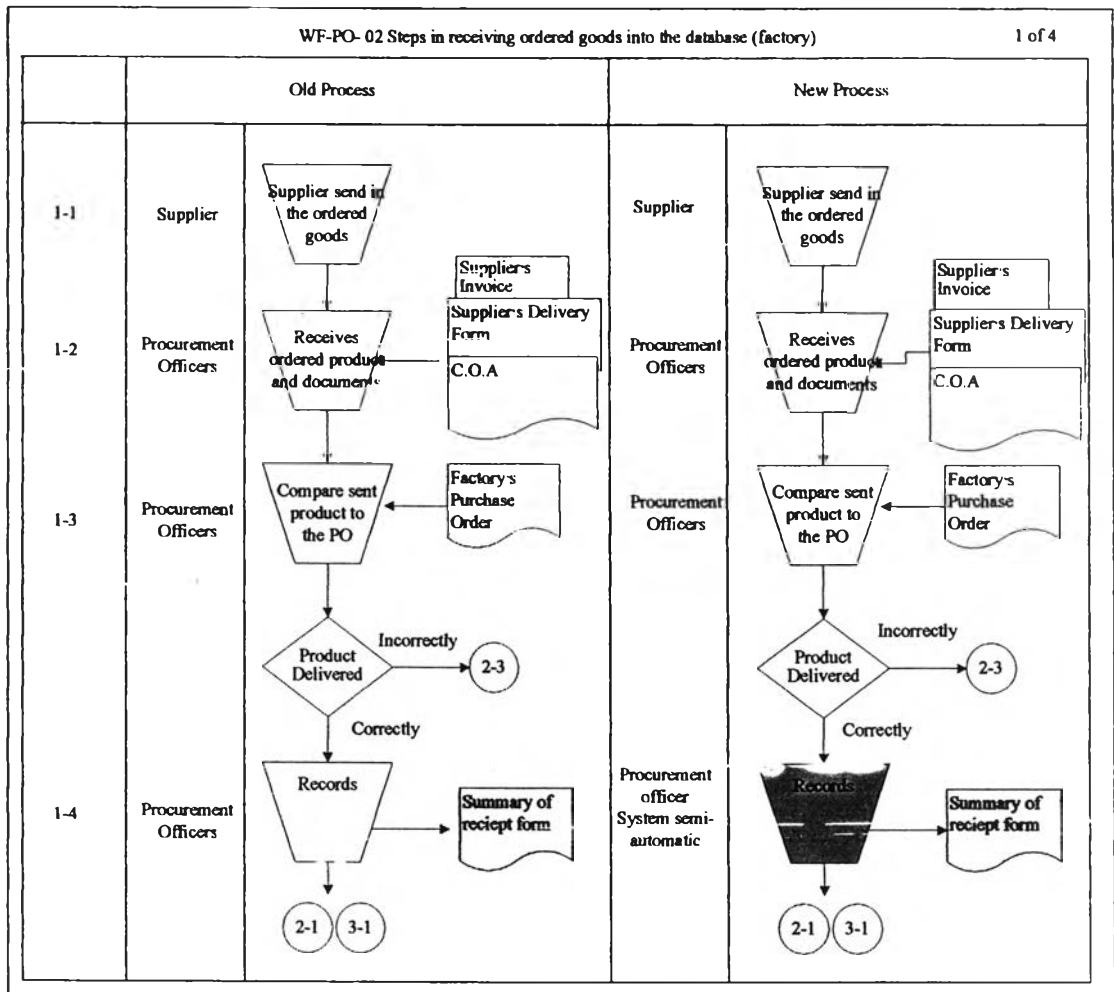 WF-PO- 02 Steps in receiving ordered goods into the database (factory)
1 of 4
Old Process
New Process
1-1
Supplier
Supplier send in
the ordered
goods
Supplier
Supplier send in
the ordered
goods
1-2
Procurement
Officers
Receives
ordered product
and documents
Supplier's
Invoice
Supplier's Delivery
Form
C.O.A
Procurement
Officers
Receives
ordered product
and documents
Supplier's
Invoice
Supplier's Delivery
Form
C.O.A
1-3
Procurement
Officers
Compare sent
product to
the PO
Factory's
Purchase
Order
Procurement
Officers
Compare sent
product to
the PO
Factory's
Purchase
Order
Product
Delivered
Incorrectly
2-3
Correctly
Product
Delivered
Incorrectly
2-3
Correctly
1-4
Procurement
Officers
Records
Summary of
reciept form
2-1
3-1
Procurement
officer
System semi-
automatic
Records
Summary of
reciept form
2-1
3-1